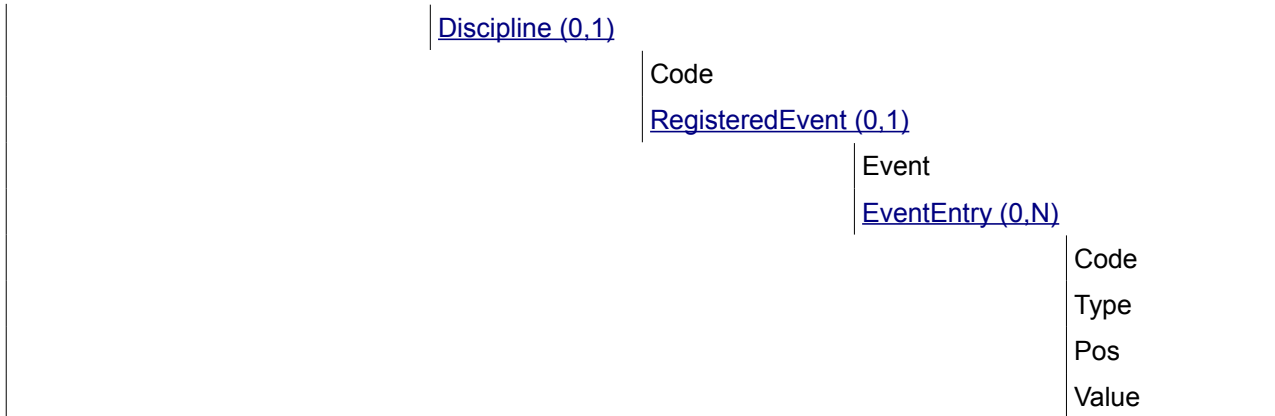 Discipline (0,1)
Code
RegisteredEvent (0,1)
Event
EventEntry (0,N)
Code
Type
Pos
Value